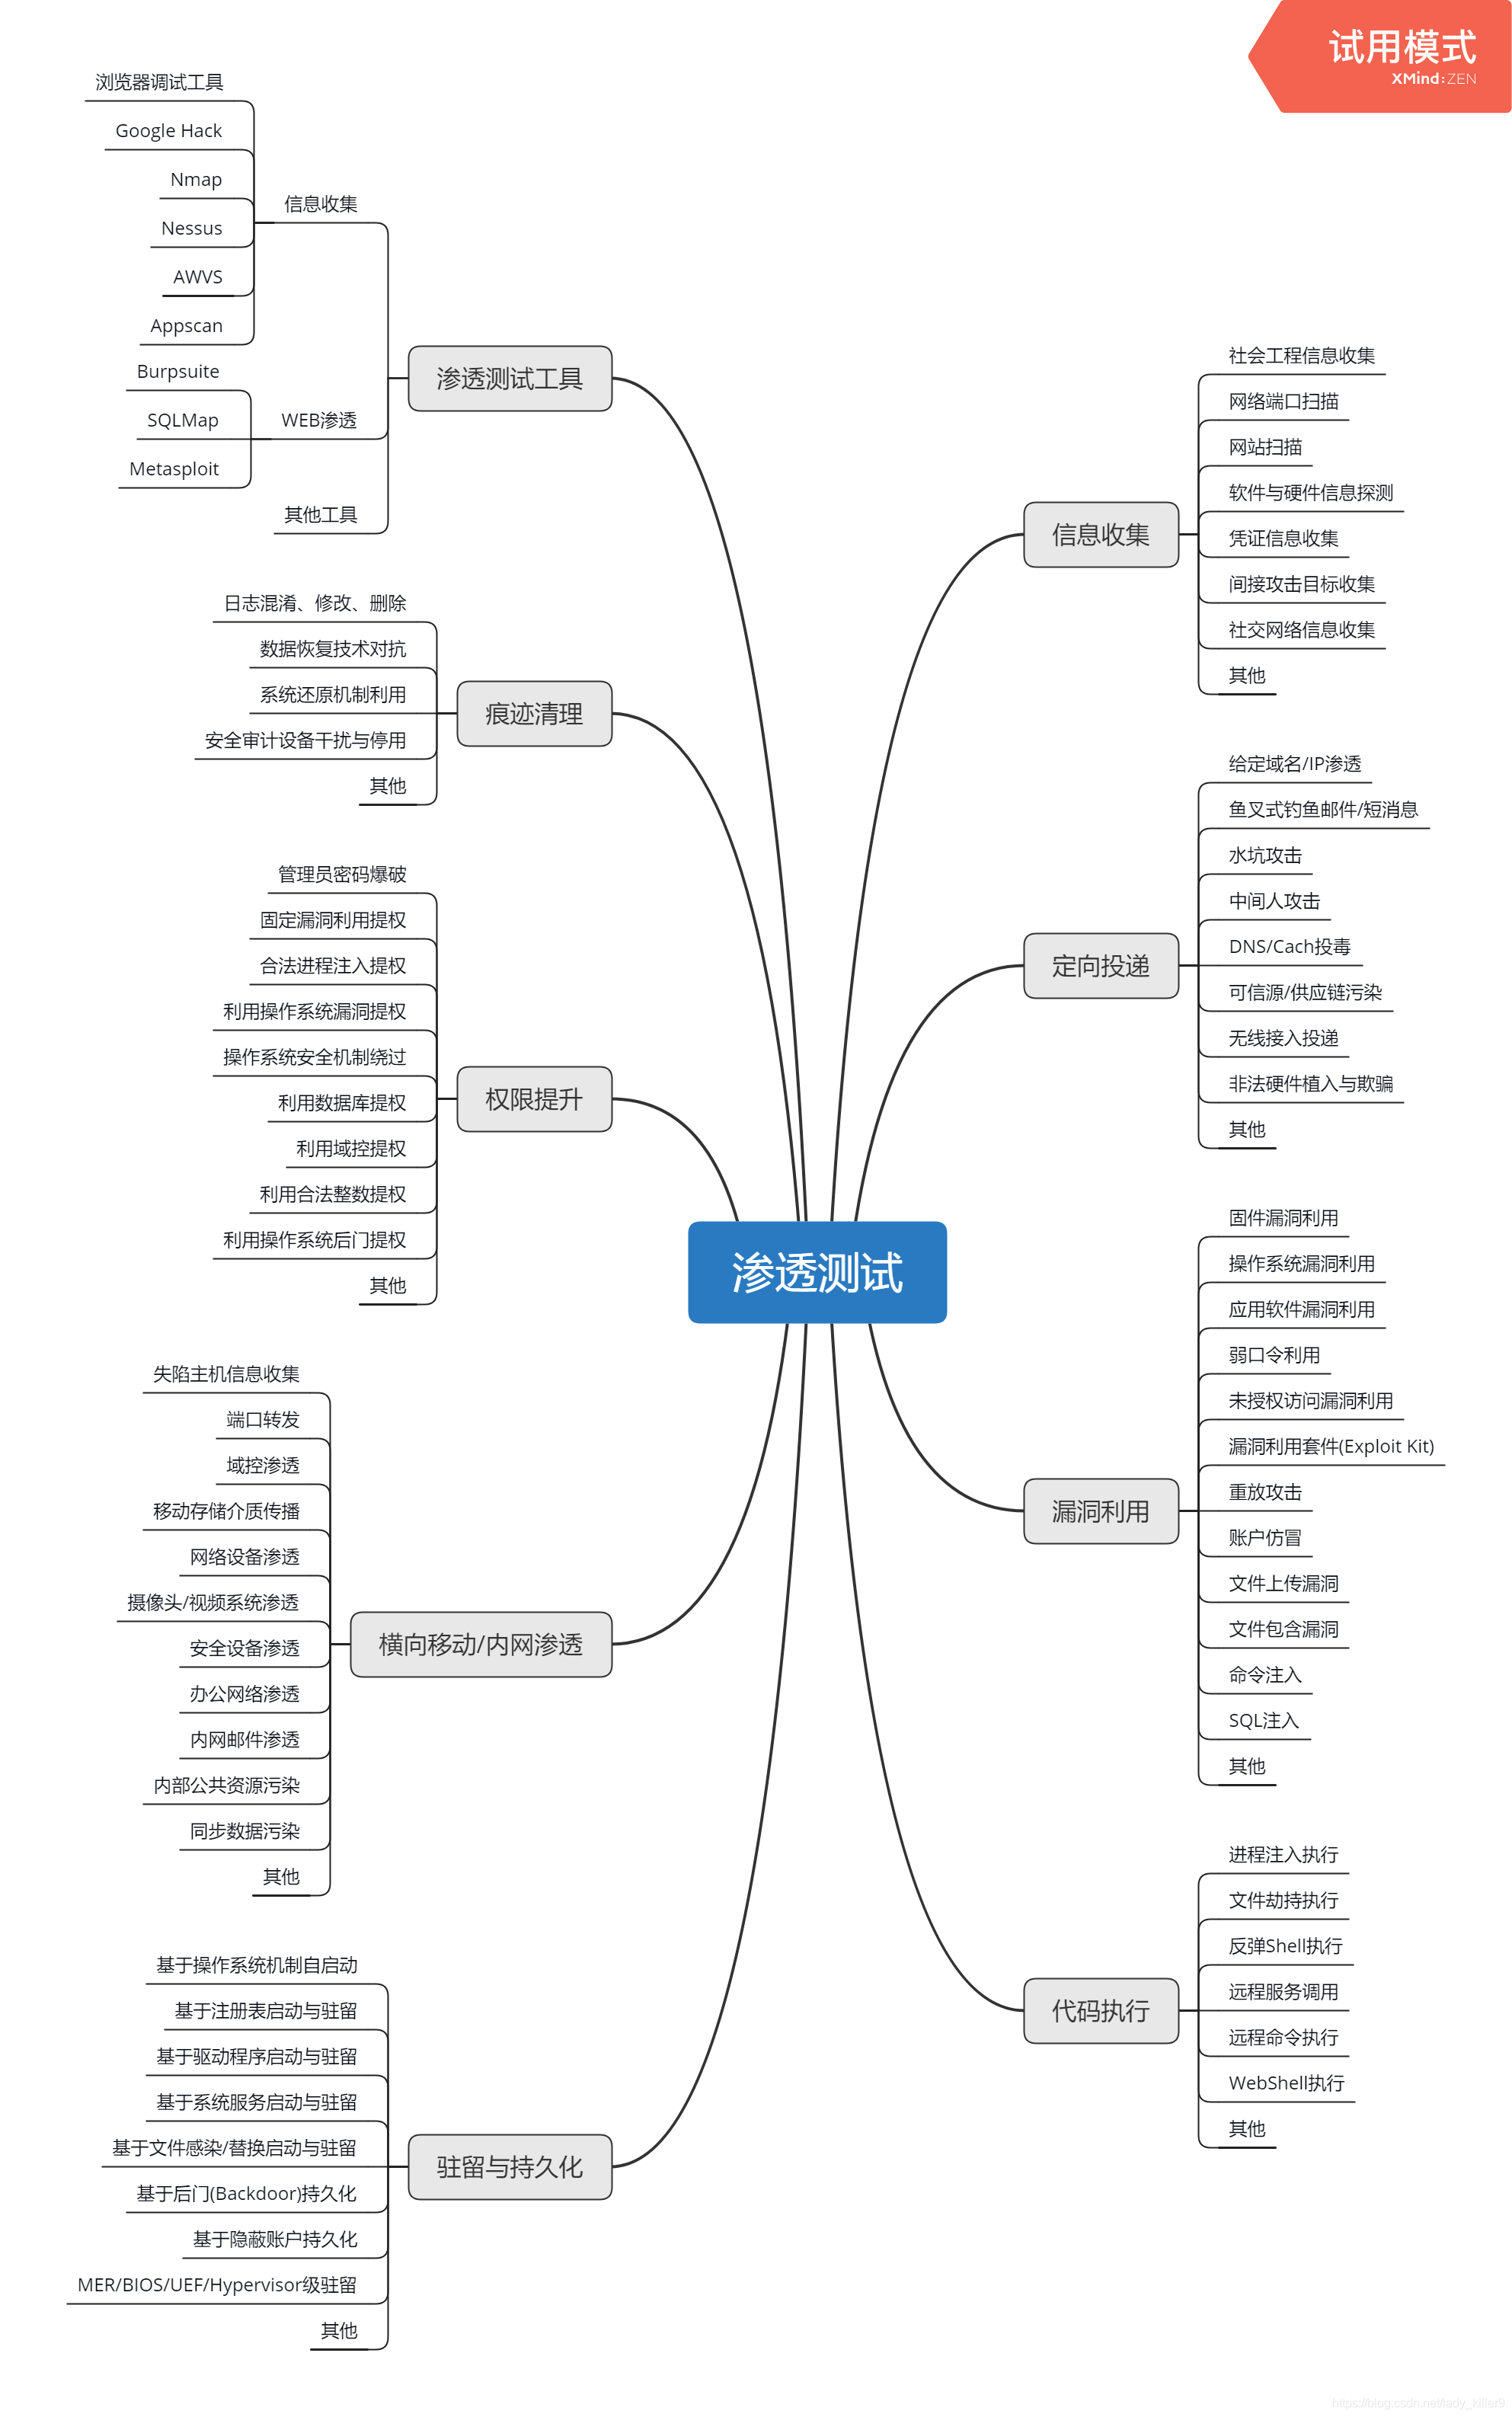 试用模式
XMind:ZEN
渗透测试
信息收集
社会工程信息收集
网络端口扫描
网站扫描
软件与硬件信息探测
凭证信息收集
间接攻击目标收集
社交网络信息收集
其他
定向投递
给定域名/IP渗透
鱼叉式钓鱼邮件/短消息
水坑攻击
中间人攻击
DNS/Cach投毒
可信源/供应链污染
无线接入投递
非法硬件植入与欺骗
其他
漏洞利用
固件漏洞利用
操作系统漏洞利用
应用软件漏洞利用
弱口令利用
未授权访问漏洞利用
漏洞利用套件(Exploit Kit)
重放攻击
账户仿冒
文件上传漏洞
文件包含漏洞
命令注入
SQL注入
其他
代码执行
进程注入执行
文件劫持执行
反弹Shell执行
远程服务调用
远程命令执行
WebShell执行
其他
渗透测试工具
信息收集
浏览器调试工具
Google Hack
Nmap
Nessus
AWVS
Appscan
WEB渗透
Burpsuite
SQLMap
Metasploit
其他工具
痕迹清理
日志混淆、修改、删除
数据恢复技术对抗
系统还原机制利用
安全审计设备干扰与停用
其他
权限提升
管理员密码爆破
固定漏洞利用提权
合法进程注入提权
利用操作系统漏洞提权
操作系统安全机制绕过
利用数据库提权
利用域控提权
利用合法整数提权
利用操作系统后门提权
其他
横向移动/内网渗透
失陷主机信息收集
端口转发
域控渗透
移动存储介质传播
网络设备渗透
摄像头/视频系统渗透
安全设备渗透
办公网络渗透
内网邮件渗透
内部公共资源污染
同步数据污染
其他
驻留与持久化
基于操作系统机制自启动
基于注册表启动与驻留
基于驱动程序启动与驻留
基于系统服务启动与驻留
基于文件感染/替换启动与驻留
基于后门(Backdoor)持久化
基于隐蔽账户持久化
MER/BIOS/UEF/Hypervisor级驻留
其他
https://blog.csdn.net/lady_killer9